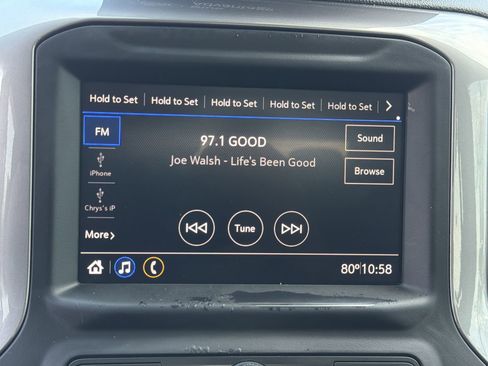 Hold to Set | Hold to Set | Hold to Set | Hold to Set | Hold to Set
FM
97.1 GOOD
Sound
Joe Walsh - Life's Been Good
iPhone
Browse
Chrys's iP
More
Tune
80° 10:58